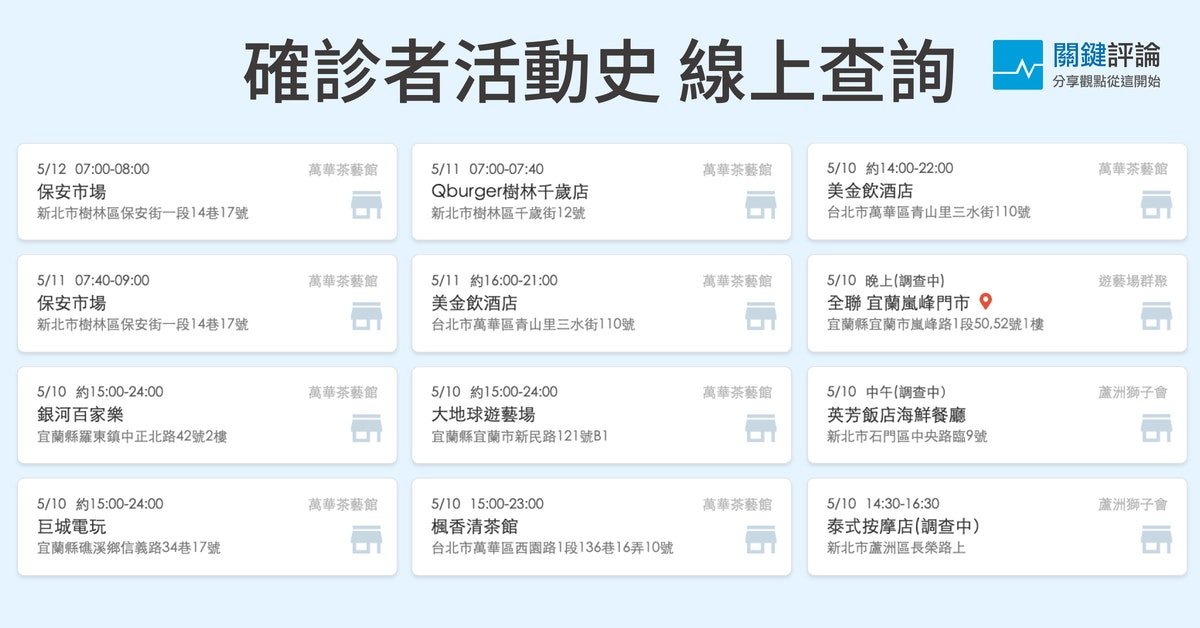 確診者活動史 線上查詢
關鍵評論
分享觀點從這開始
5/12 07:00-08:00 萬華茶藝館
保安市場
新北市樹林區保安街一段14巷17號
5/11 07:00-07:40 萬華茶藝館
Qburger樹林千歲店
新北市樹林區千歲街12號
5/10 約14:00-22:00 萬華茶藝館
美金飲酒店
台北市萬華區青山里三水街110號
5/11 07:40-09:00 萬華茶藝館
保安市場
新北市樹林區保安街一段14巷17號
5/11 約16:00-21:00 萬華茶藝館
美金飲酒店
台北市萬華區青山里三水街110號
5/10 晚上(調查中) 遊藝場群聚
全聯 宜蘭嵐峰門市
宜蘭縣宜蘭市嵐峰路1段50,52號1樓
5/10 約15:00-24:00 萬華茶藝館
銀河百家樂
宜蘭縣羅東鎮中正北路42號2樓
5/10 約15:00-24:00 萬華茶藝館
大地球遊藝場
宜蘭縣宜蘭市新民路121號B1
5/10 中午(調查中) 蘆洲獅子會
英芳飯店海鮮餐廳
新北市石門區中央路臨9號
5/10 約15:00-24:00 萬華茶藝館
巨城電玩
宜蘭縣礁溪鄉信義路34巷17號
5/10 15:00-23:00 萬華茶藝館
楓香清茶館
台北市萬華區西園路1段136巷16弄10號
5/10 14:30-16:30 蘆洲獅子會
泰式按摩店(調查中)
新北市蘆洲區長榮路上